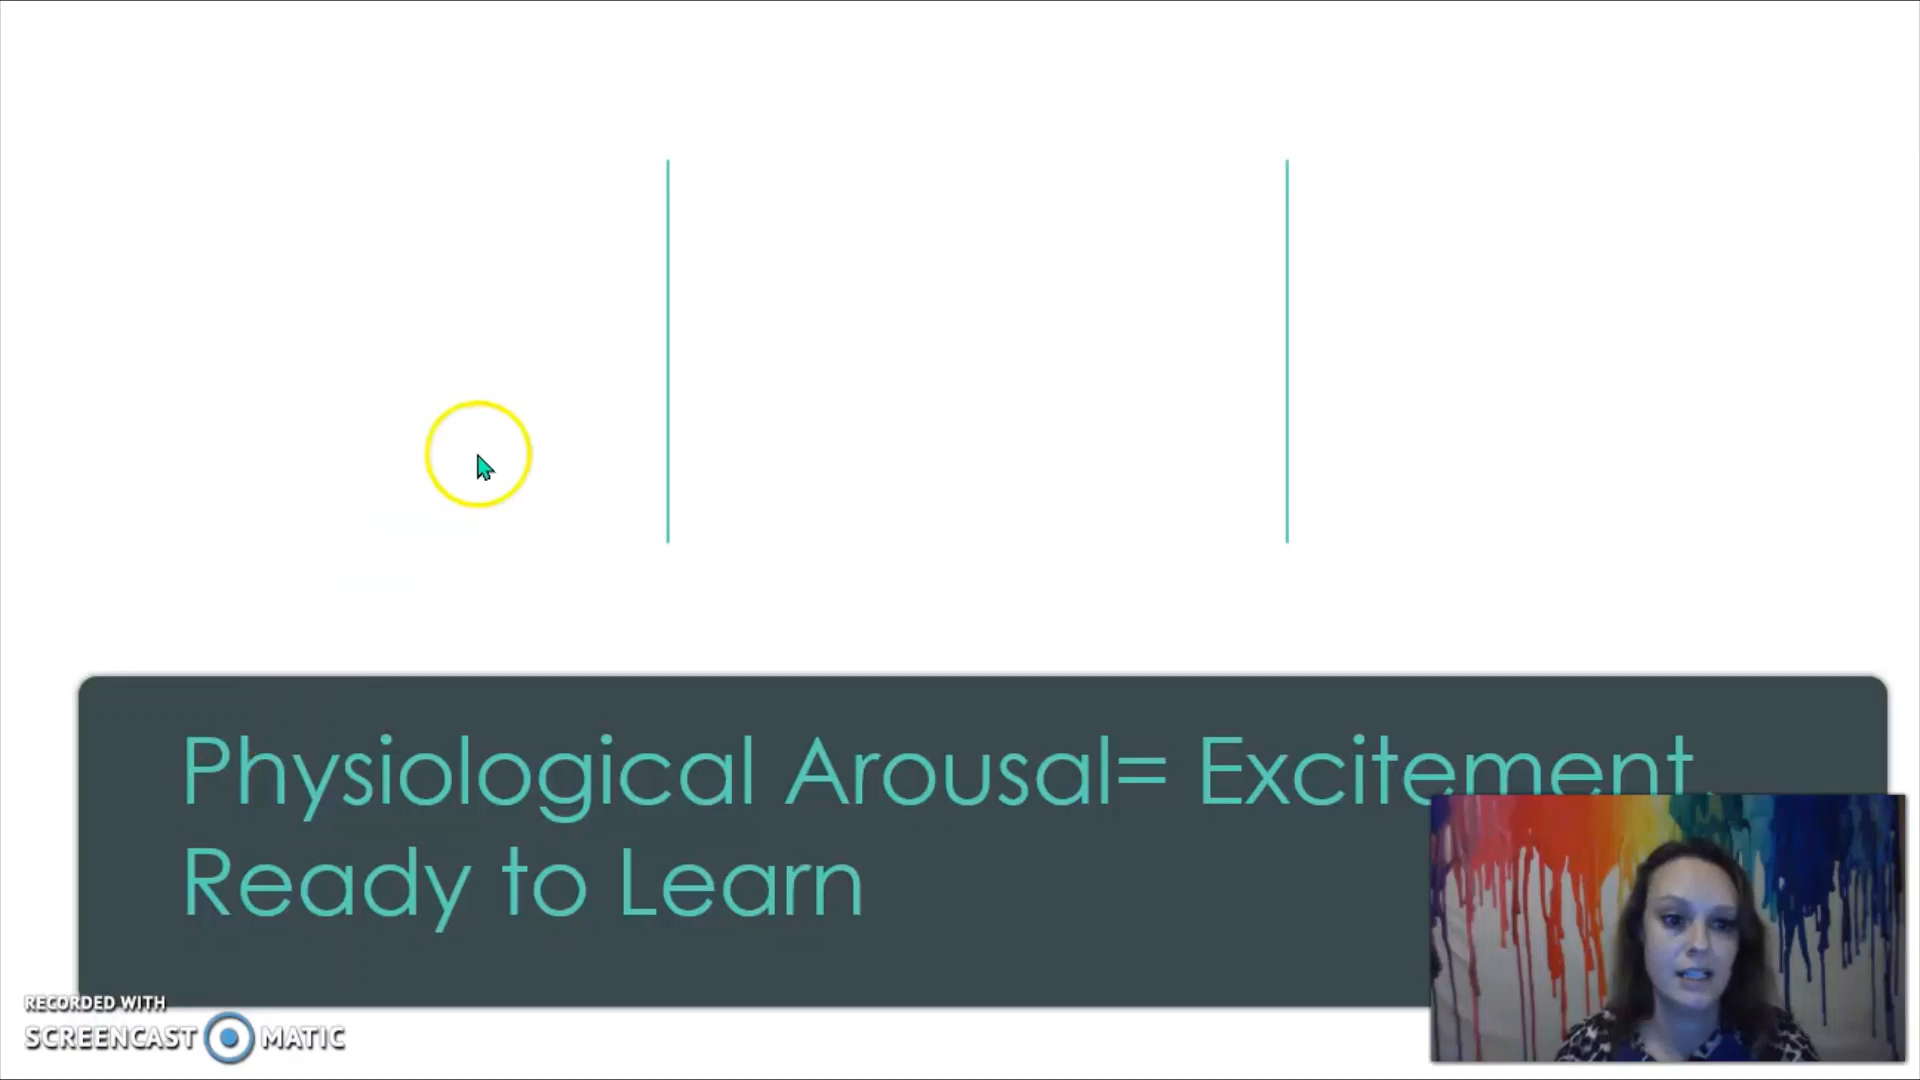 Physiological Arousal= Excitement,
Ready to Learn
RECORDED WITH
SCREENCAST MATIC